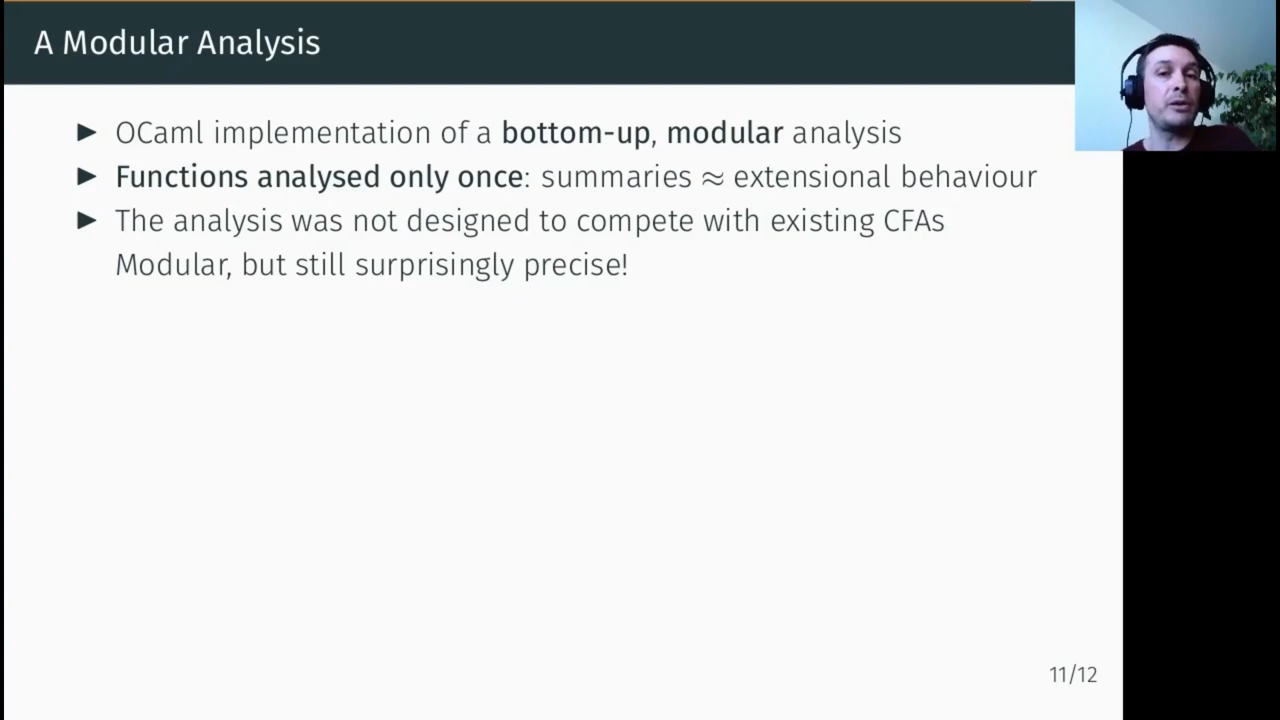 A Modular Analysis
► OCaml implementation of a bottom-up, modular analysis
► Functions analysed only once: summaries ≈ extensional behaviour
► The analysis was not designed to compete with existing CFAs
Modular, but still surprisingly precise!
11/12